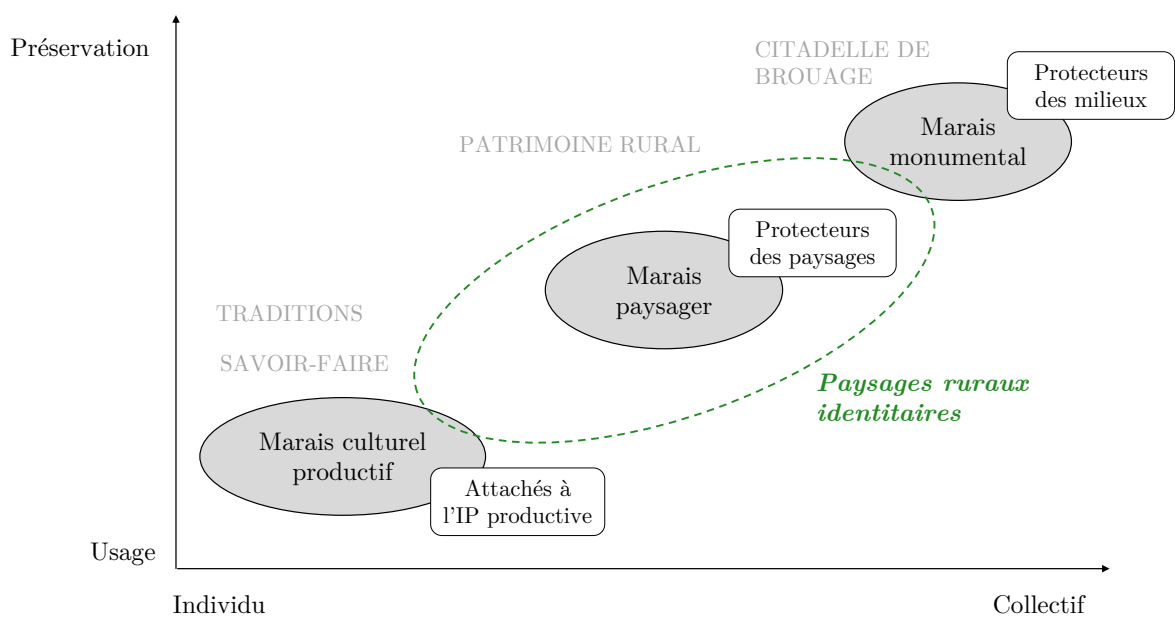 Préservation
CITADELLE DE
BROUAGE
Protecteurs
des milieux
Marais
monumental
PATRIMOINE RURAL
Protecteurs
des paysages
Marais
paysager
TRADITIONS
SAVOIR-FAIRE
Paysages ruraux
identitaires
Marais culturel
productif
Attachés à
l'IP productive
Usage
Individu
Collectif